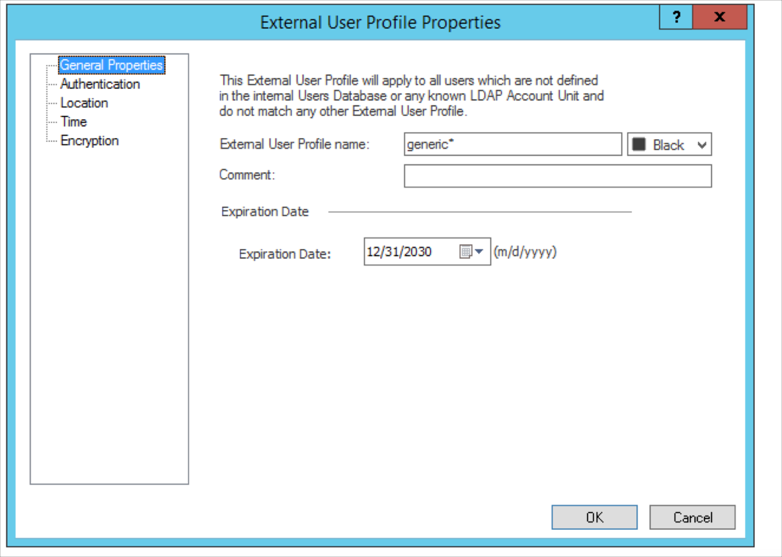 External User Profile Properties
?
x
General Properties
Authentication
Location
Time
Encryption
This External User Profile will apply to all users which are not defined
in the internal Users Database or any known LDAP Account Unit and
do not match any other External User Profile.
External User Profile name: generic* Black
Comment:
Expiration Date
Expiration Date: 12/31/2030 (m/d/yyyy)
OK Cancel